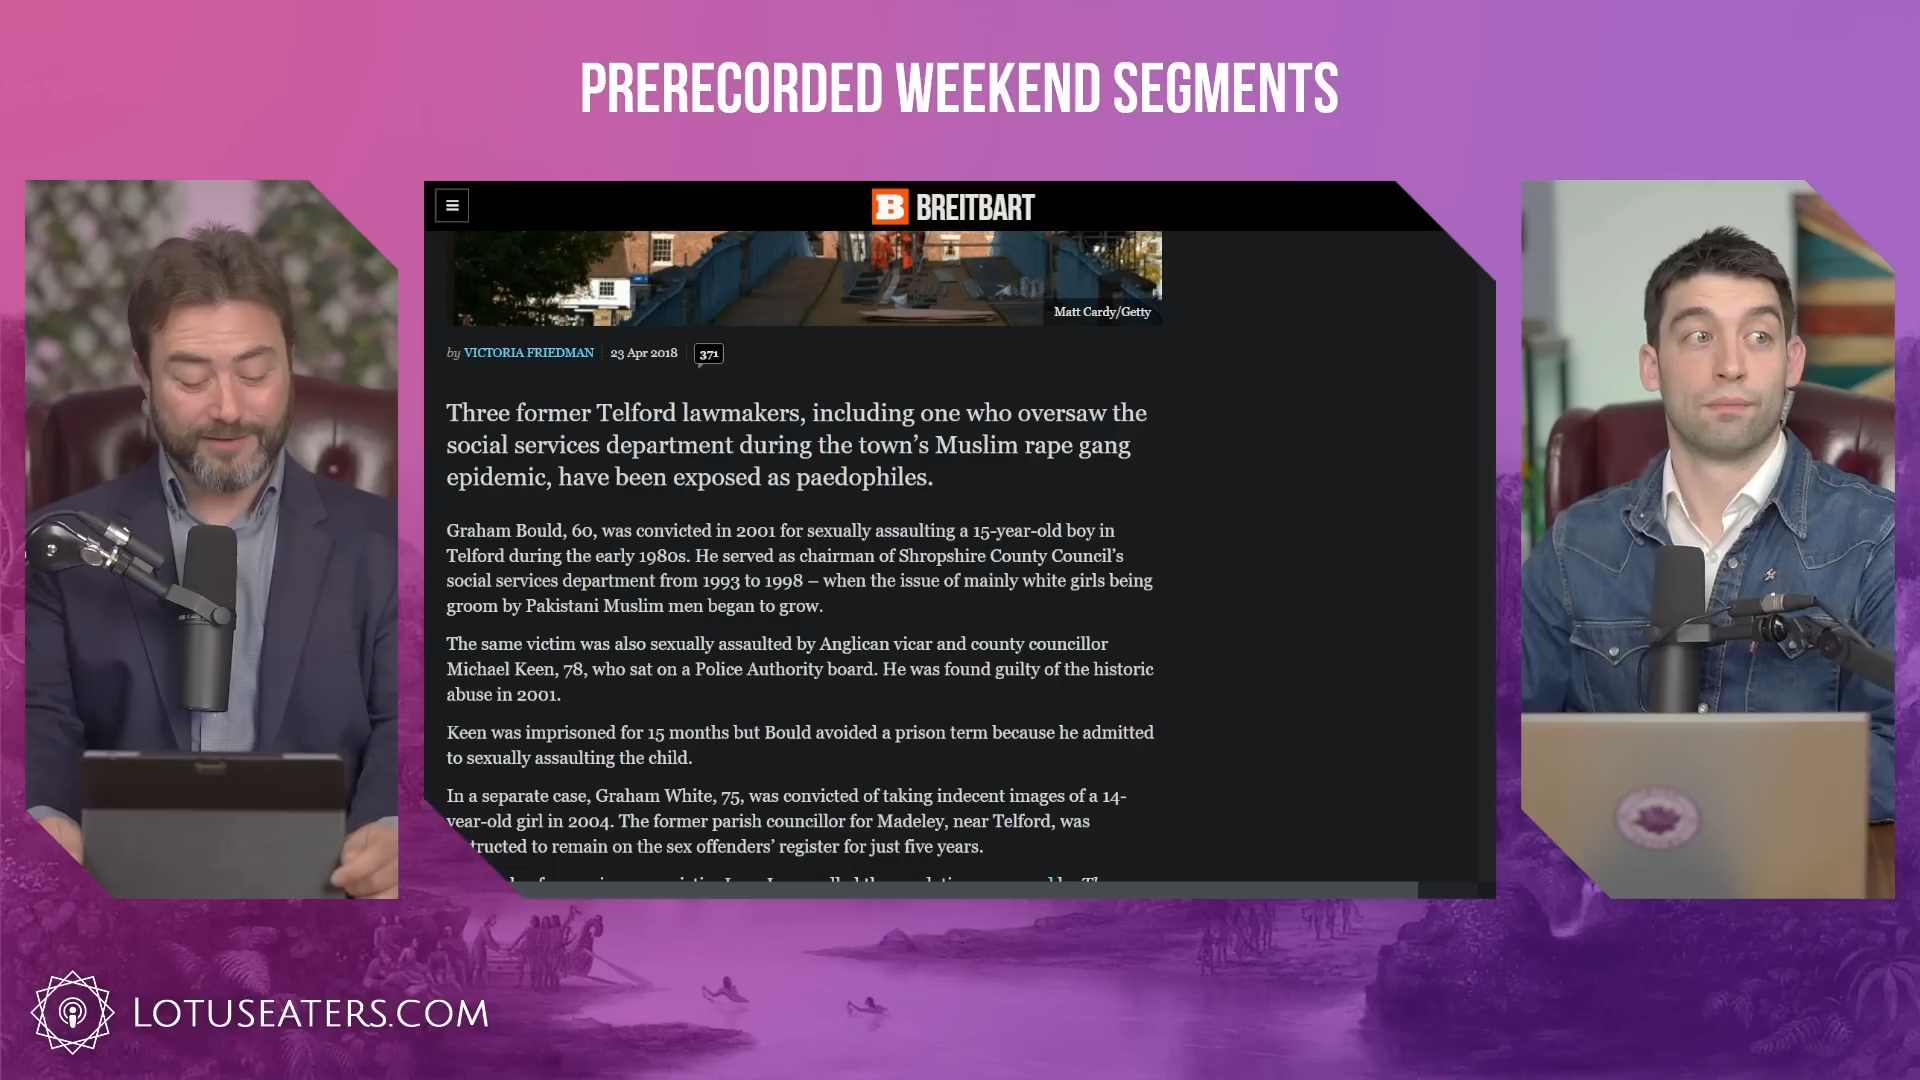 PRERECORDED WEEKEND SEGMENTS
B BREITBART
Matt Cardy/Getty
by VICTORIA FRIEDMAN 23 Apr 2018 371
Three former Telford lawmakers, including one who oversaw the
social services department during the town's Muslim rape gang
epidemic, have been exposed as paedophiles.
Graham Bould, 60, was convicted in 2001 for sexually assaulting a 15-year-old boy in
Telford during the early 1980s. He served as chairman of Shropshire County Council's
social services department from 1993 to 1998 – when the issue of mainly white girls being
groom by Pakistani Muslim men began to grow.
The same victim was also sexually assaulted by Anglican vicar and county councillor
Michael Keen, 78, who sat on a Police Authority board. He was found guilty of the historic
abuse in 2001.
Keen was imprisoned for 15 months but Bould avoided a prison term because he admitted
to sexually assaulting the child.
In a separate case, Graham White, 75, was convicted of taking indecent images of a 14-
year-old girl in 2004. The former parish councillor for Madeley, near Telford, was
tructed to remain on the sex offenders' register for just five years.
LOTUSEATERS.COM